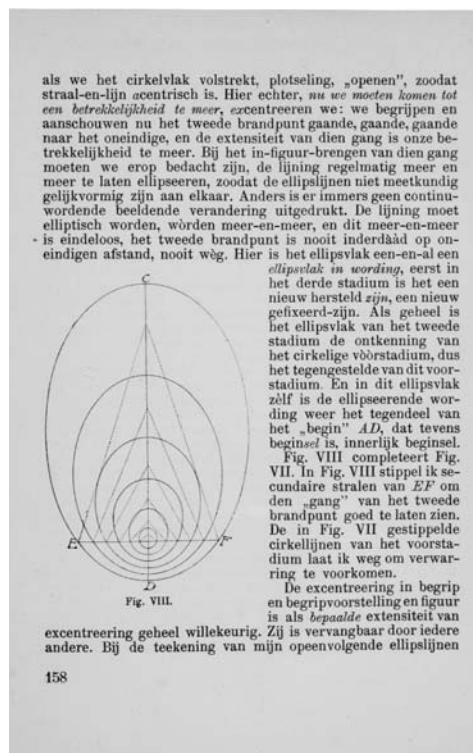 als we het cirkelvlak volstrekt, plotseling, „openen”, zoodat
straal-en-lijn acentrisch is. Hier echter, nu we moeten komen tot
een betrekkelijkheid te meer, excentreeren we: we begrijpen en
aanschouwen nu het tweede brandpunt gaande, gaande, gaande
naar het oneindige, en de extensiteit van dien gang is onze be-
trekkelijkheid te meer. Bij het in-figuur-brengen van dien gang
moeten we erop bedacht zijn, de lijning regelmatig meer en
meer te laten ellipseeren, zoodat de ellipslijnen niet meetkundig
gelijkvormig zijn aan elkaar. Anders is er immers geen continu-
wordende beeldende verandering uitgedrukt. De lijning moet
elliptisch worden, wòrden meer-en-meer, en dit meer-en-meer
is eindeloos, het tweede brandpunt is nooit inderdàad op on-
eindigen afstand, nooit wèg. Hier is het ellipsvlak een-en-al een
ellipsvlak in wording, eerst in
het derde stadium is het een
nieuw hersteld zijn, een nieuw
gefixeerd-zijn. Als geheel is
het ellipsvlak van het tweede
stadium de ontkenning van
het cirkelige vòòrstadium, dus
het tegengestelde van dit voor-
stadium. En in dit ellipsvlak
zèlf is de ellipseerende wor-
ding weer het tegendeel van
het „begin” AD, dat tevens
beginsel is, innerlijk beginsel.
Fig. VIII completeert Fig.
VII. In Fig. VIII stippel ik se-
cundaire stralen van EF om
den „gang” van het tweede
brandpunt goed te laten zien.
De in Fig. VII gestippelde
cirkellijnen van het voorsta-
dium laat ik weg om verwar-
ring te voorkomen.
De excentreering in begrip
en begripvoorstelling en figuur
is als bepaalde extensiteit van
C
E
F
D
Fig. VIII.
excentreering geheel willekeurig. Zij is vervangbaar door iedere
andere. Bij de teekening van mijn opeenvolgende ellipslijnen
158